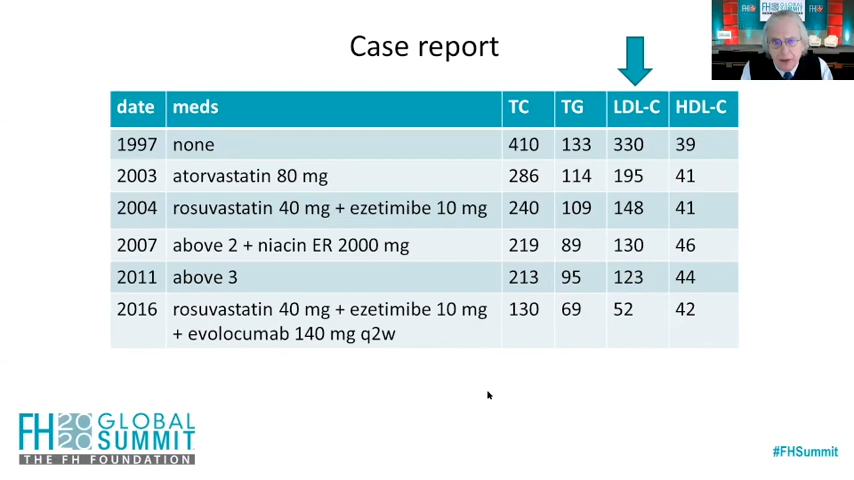 Case report
date meds TC TG LDL-C HDL-C
1997 none 410 133 330 39
2003 atorvastatin 80 mg 286 114 195 41
2004 rosuvastatin 40 mg + ezetimibe 10 mg 240 109 148 41
2007 above 2 + niacin ER 2000 mg 219 89 130 46
2011 above 3 213 95 123 44
2016 rosuvastatin 40 mg + ezetimibe 10 mg 130 69 52 42
+ evolocumab 140 mg q2w
FH 2020 GLOBAL
SUMMIT
THE FH FOUNDATION
#FHSummit